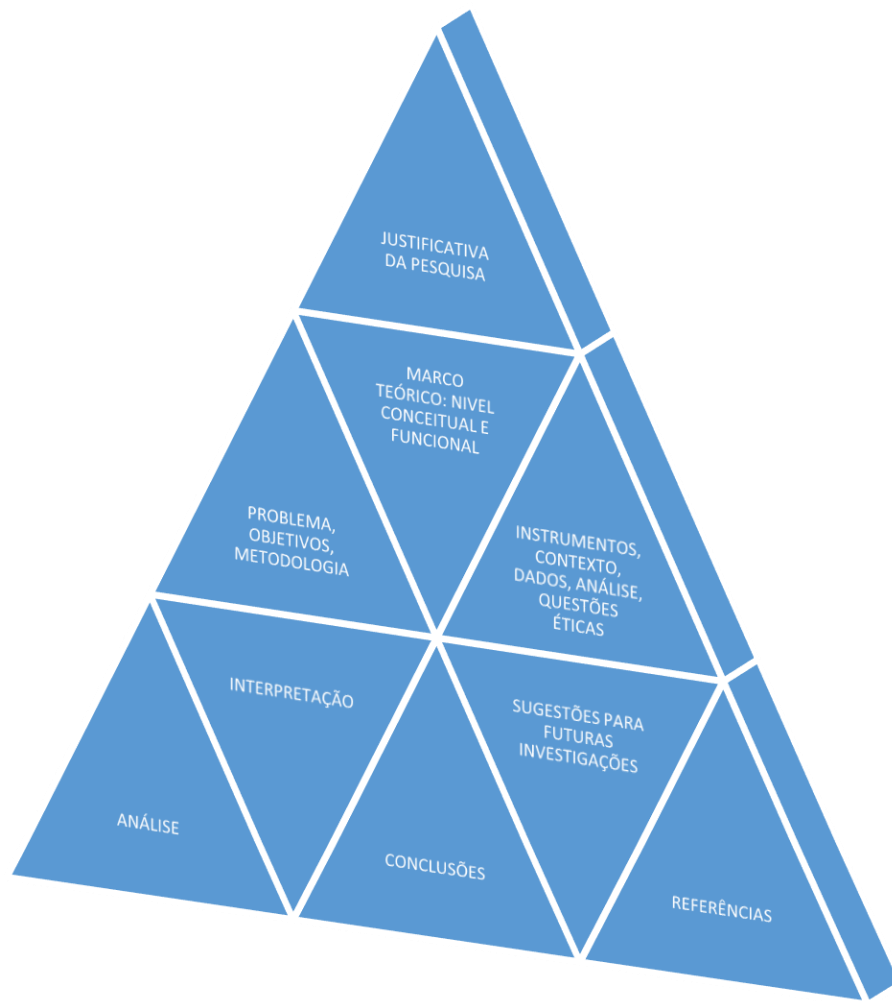 JUSTIFICATIVA
DA PESQUISA
MARCO
TEÓRICO: NIVEL
CONCEITUAL E
FUNCIONAL
PROBLEMA,
OBJETIVOS,
METODOLOGIA
INSTRUMENTOS,
CONTEXTO,
DADOS, ANÁLISE,
QUESTÕES
ÉTICAS
INTERPRETAÇÃO
SUGESTÕES PARA
FUTURAS
INVESTIGAÇÕES
ANÁLISE
CONCLUSÕES
REFERÊNCIAS